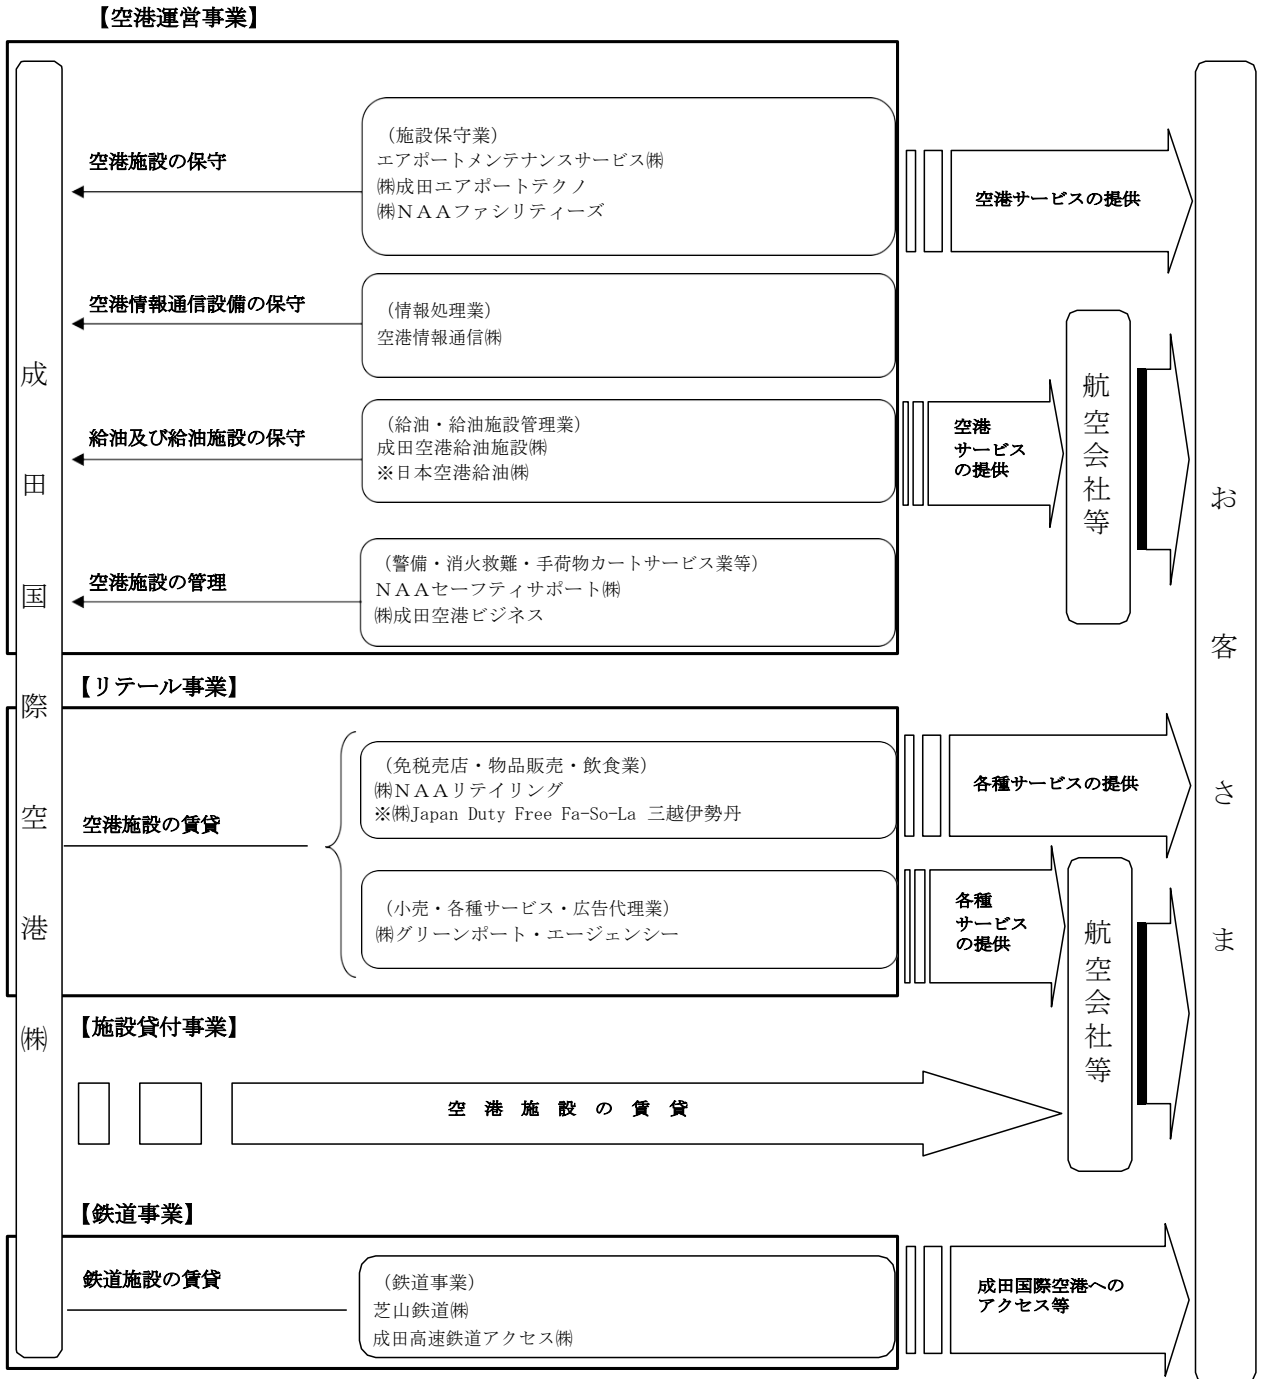 【空港運営事業】
成田国際空港㈱
空港施設の保守
（施設保守業）
エアポートメンテナンスサービス㈱
㈱成田エアポートテクノ
㈱ＮＡＡファシリティーズ
空港サービスの提供
空港情報通信設備の保守
（情報処理業）
空港情報通信㈱
給油及び給油施設の保守
（給油・給油施設管理業）
成田空港給油施設㈱
※日本空港給油㈱
空港
サービス
の提供
航空会社等
お客さま
空港施設の管理
（警備・消火救難・手荷物カートサービス業等）
ＮＡＡセーフティサポート㈱
㈱成田空港ビジネス
【リテール事業】
空港施設の賃貸
（免税売店・物品販売・飲食業）
㈱ＮＡＡリテイリング
※㈱Japan Duty Free Fa-So-La 三越伊勢丹
各種サービスの提供
（小売・各種サービス・広告代理業）
㈱グリーンポート・エージェンシー
各種
サービス
の提供
航空会社等
【施設貸付事業】
空港施設の賃貸
【鉄道事業】
鉄道施設の賃貸
（鉄道事業）
芝山鉄道㈱
成田高速鉄道アクセス㈱
成田国際空港への
アクセス等